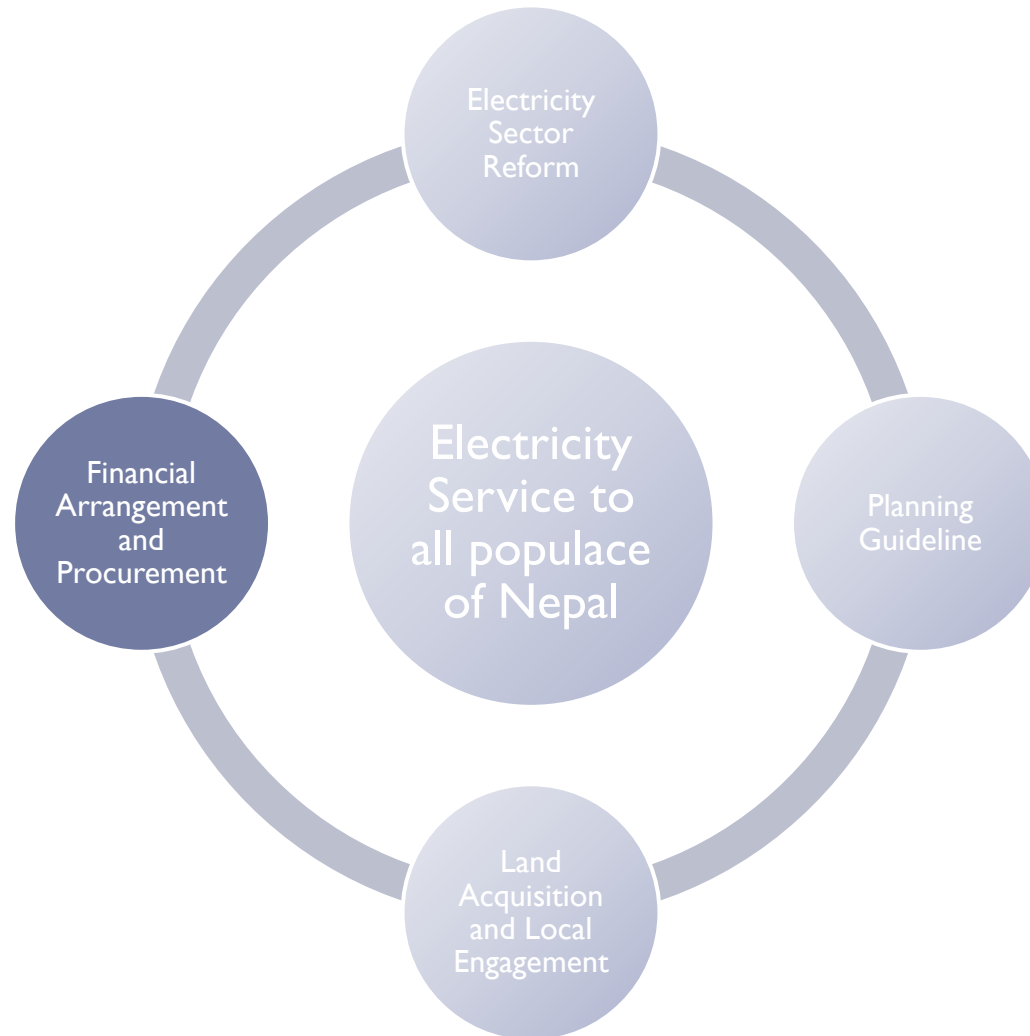 Electricity
Sector
Reform
Financial
Arrangement
and
Procurement
Electricity
Service to
all populace
of Nepal
Planning
Guideline
Land
Acquisition
and Local
Engagement